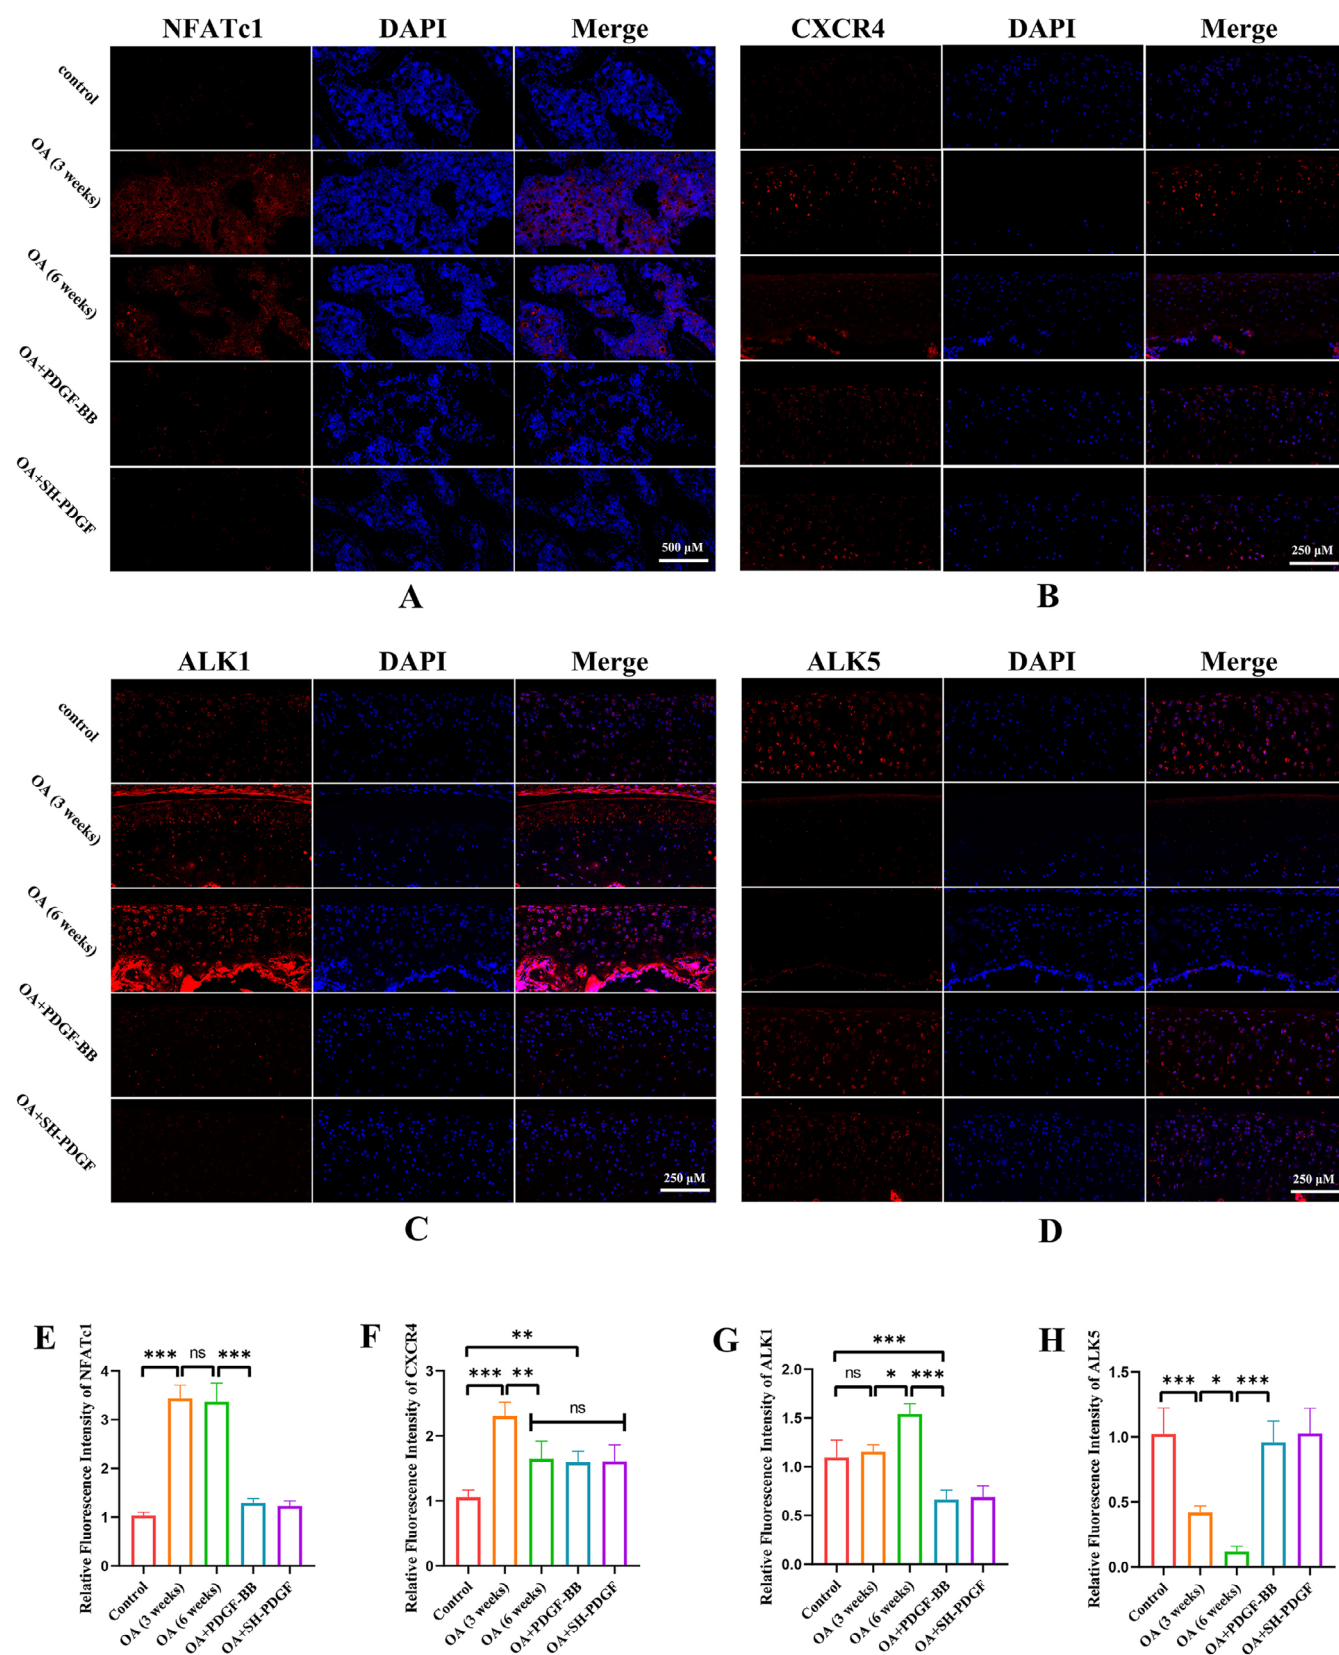 NFATc1 DAPI Merge
control
OA (3 weeks)
OA (6 weeks)
OA+PDGF-BB
OA+SH-PDGF
500 μM
A
CXCR4 DAPI Merge
250 μM
B
ALK1 DAPI Merge
control
OA (3 weeks)
OA (6 weeks)
OA+PDGF-BB
OA+SH-PDGF
250 μM
C
ALK5 DAPI Merge
250 μM
D
E
Relative Fluorescence Intensity of NFATc1
*** ns ***
4
3
2
1
0
Control
OA (3 weeks)
OA (6 weeks)
OA+PDGF-BB
OA+SH-PDGF
F
Relative Fluorescence Intensity of CXCR4
**
*** **
ns
3
2
1
0
Control
OA (3 weeks)
OA (6 weeks)
OA+PDGF-BB
OA+SH-PDGF
G
Relative Fluorescence Intensity of ALK1
***
ns * ***
2.0
1.5
1.0
0.5
0.0
Control
OA (3 weeks)
OA (6 weeks)
OA+PDGF-BB
OA+SH-PDGF
H
Relative Fluorescence Intensity of ALK5
*** * ***
1.5
1.0
0.5
0.0
Control
OA (3 weeks)
OA (6 weeks)
OA+PDGF-BB
OA+SH-PDGF